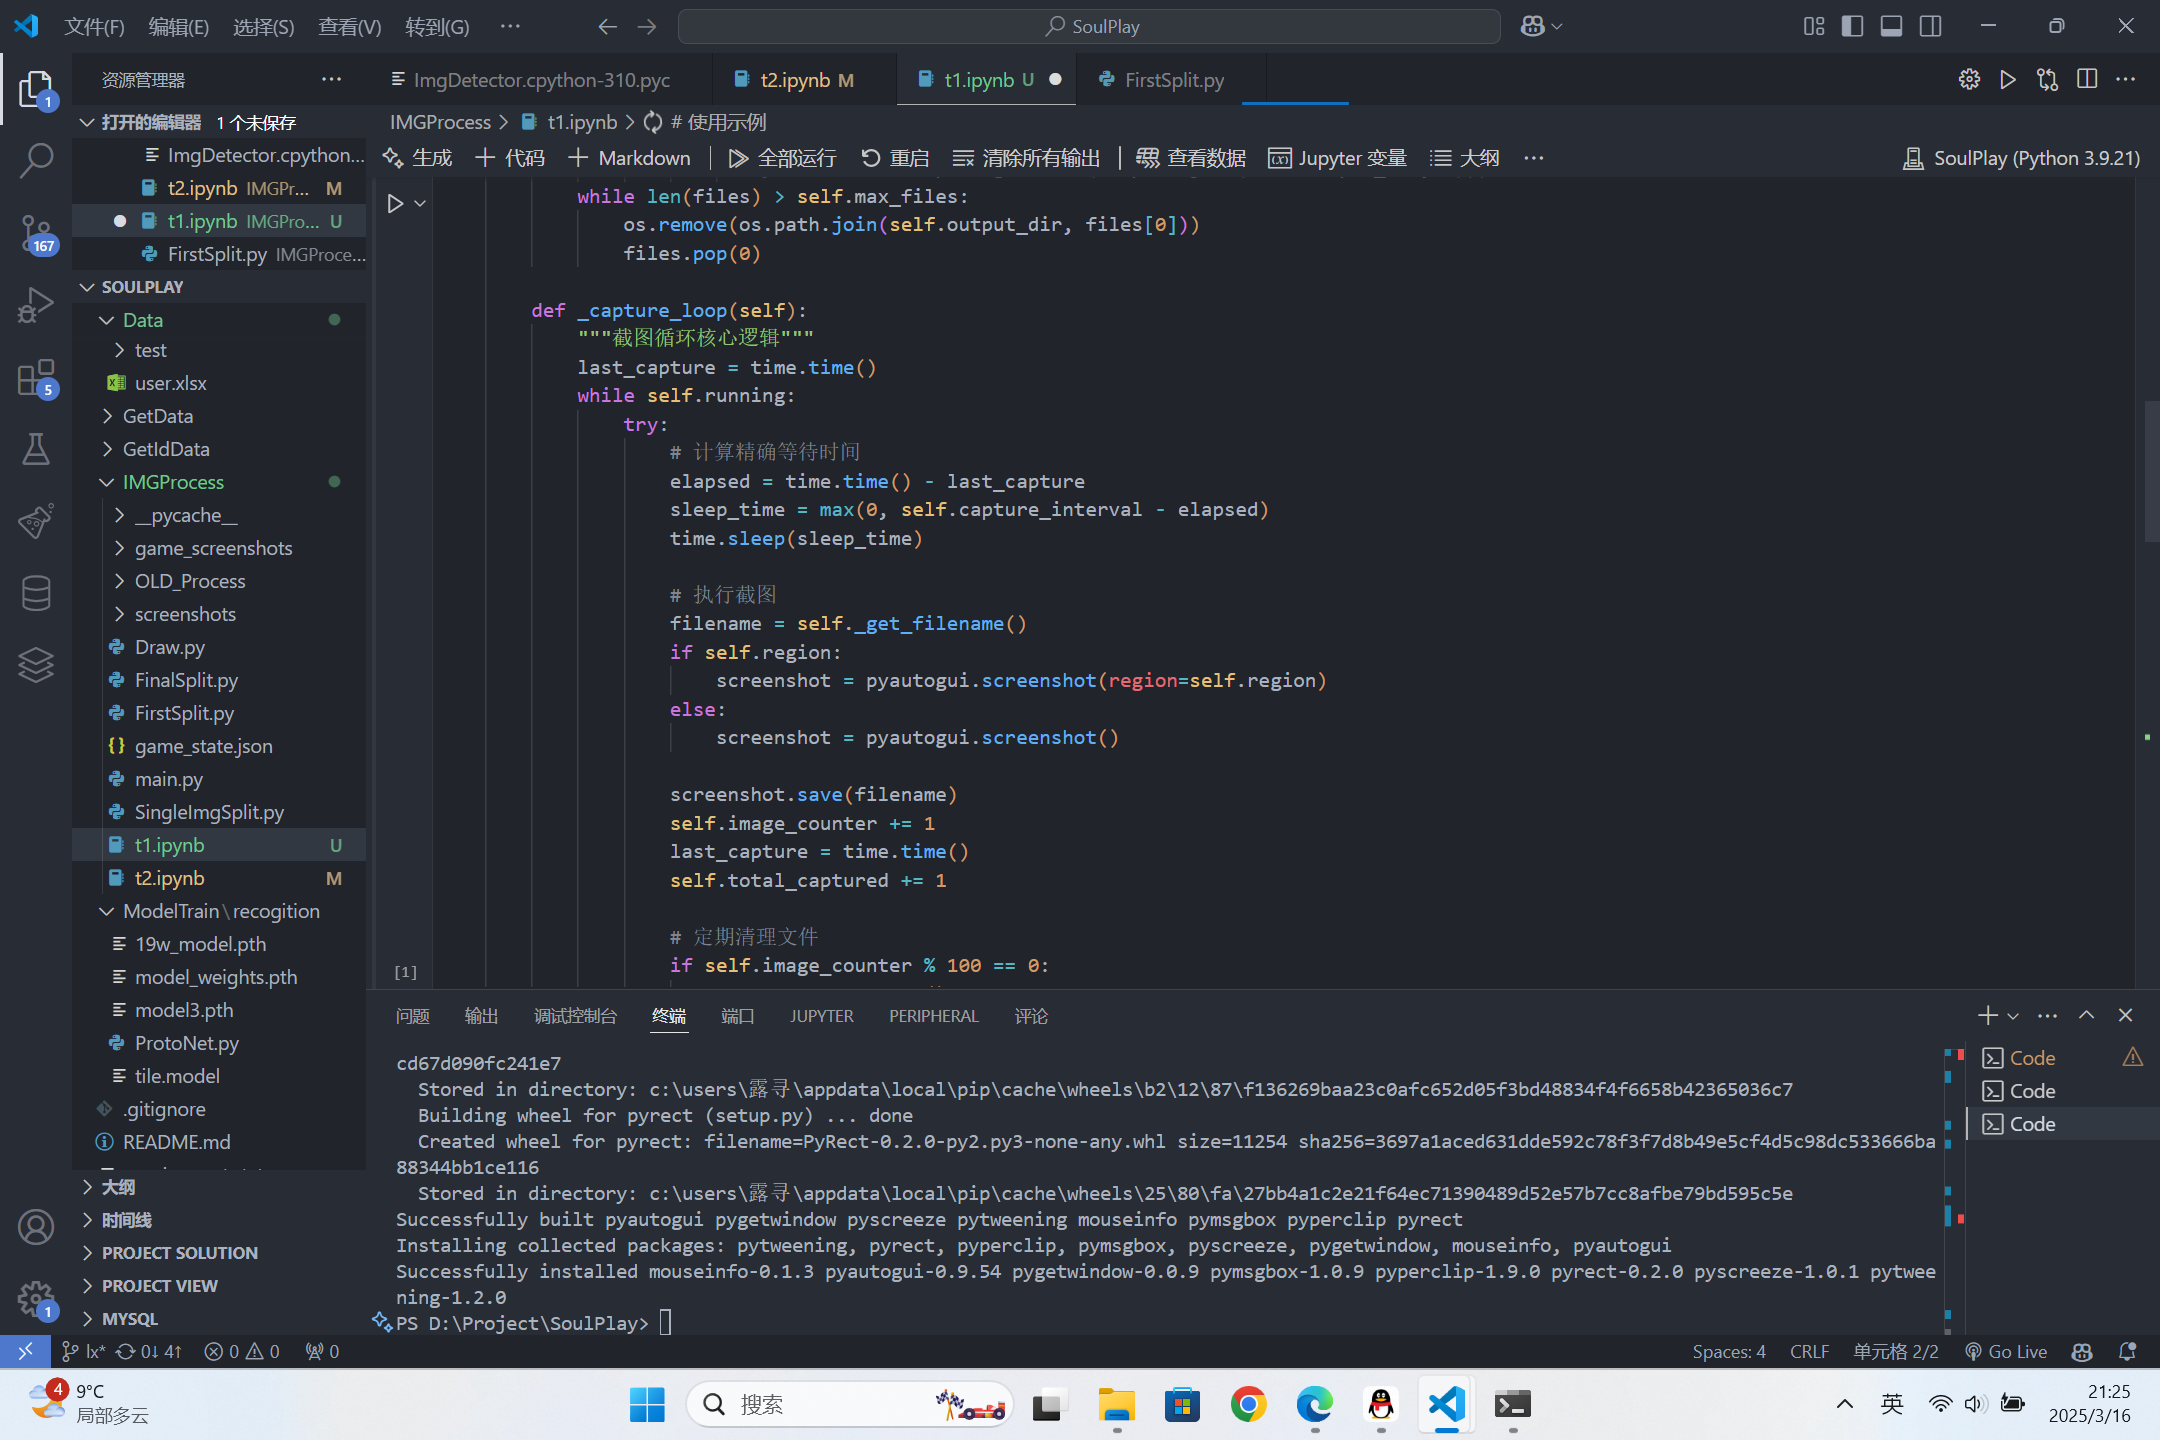 文件(F) 编辑(E) 选择(S) 查看(V) 转到(G) ··· SoulPlay
资源管理器 ···
ImgDetector.cpython-310.pyc t2.ipynb M t1.ipynb U FirstSplit.py
打开的编辑器 1 个未保存
ImgDetector.cpython...
t2.ipynb IMGPr... M
t1.ipynb IMGPro... U
FirstSplit.py IMGProce...
SOULPLAY
Data
test
user.xlsx
GetData
GetIdData
IMGProcess
__pycache__
game_screenshots
OLD_Process
screenshots
Draw.py
FinalSplit.py
FirstSplit.py
game_state.json
main.py
SingleImgSplit.py
t1.ipynb U
t2.ipynb M
ModelTrain\recogition
19w_model.pth
model_weights.pth
model3.pth
ProtoNet.py
tile.model
.gitignore
README.md
大纲
时间线
PROJECT SOLUTION
PROJECT VIEW
MYSQL
1
167
5
1
IMGProcess > t1.ipynb > # 使用示例
生成 + 代码 + Markdown 全部运行 重启 清除所有输出 查看数据 Jupyter 变量 大纲 ··· SoulPlay (Python 3.9.21)
while len(files) > self.max_files:
os.remove(os.path.join(self.output_dir, files[0]))
files.pop(0)
def _capture_loop(self):
"""截图循环核心逻辑"""
last_capture = time.time()
while self.running:
try:
# 计算精确等待时间
elapsed = time.time() - last_capture
sleep_time = max(0, self.capture_interval - elapsed)
time.sleep(sleep_time)
# 执行截图
filename = self._get_filename()
if self.region:
screenshot = pyautogui.screenshot(region=self.region)
else:
screenshot = pyautogui.screenshot()
screenshot.save(filename)
self.image_counter += 1
last_capture = time.time()
self.total_captured += 1
# 定期清理文件
if self.image_counter % 100 == 0:
[1]
问题 输出 调试控制台 终端 端口 JUPYTER PERIPHERAL 评论
cd67d090fc241e7
Stored in directory: c:\users\露寻\appdata\local\pip\cache\wheels\b2\12\87\f136269baa23c0afc652d05f3bd48834f4f6658b42365036c7
Building wheel for pyrect (setup.py) ... done
Created wheel for pyrect: filename=PyRect-0.2.0-py2.py3-none-any.whl size=11254 sha256=3697a1aced631dde592c78f3f7d8b49e5cf4d5c98dc533666ba
88344bb1ce116
Stored in directory: c:\users\露寻\appdata\local\pip\cache\wheels\25\80\fa\27bb4a1c2e21f64ec71390489d52e57b7cc8afbe79bd595c5e
Successfully built pyautogui pygetwindow pyscreeze pytweening mouseinfo pymsgbox pyperclip pyrect
Installing collected packages: pytweening, pyrect, pyperclip, pymsgbox, pyscreeze, pygetwindow, mouseinfo, pyautogui
Successfully installed mouseinfo-0.1.3 pyautogui-0.9.54 pygetwindow-0.0.9 pymsgbox-1.0.9 pyperclip-1.9.0 pyrect-0.2.0 pyscreeze-1.0.1 pytwee
ning-1.2.0
PS D:\Project\SoulPlay>
Code
Code
Code
lx* 0↓ 4↑ 0 0 0 Spaces: 4 CRLF 单元格 2/2 Go Live
4 9°C
局部多云
搜索
英
21:25
2025/3/16